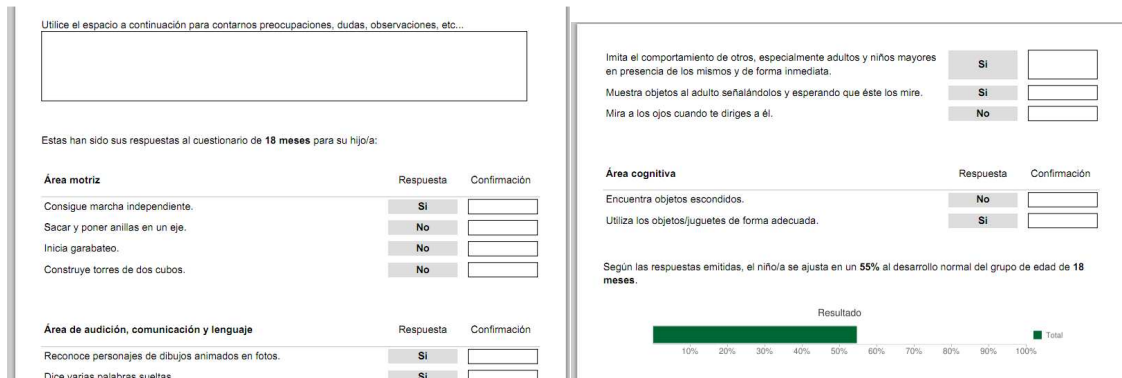 Utilice el espacio a continuación para contarnos preocupaciones, dudas, observaciones, etc...
Estas han sido sus respuestas al cuestionario de 18 meses para su hijo/a:
Área motriz Respuesta Confirmación
Consigue marcha independiente. Si
Sacar y poner anillas en un eje. No
Inicia garabateo. No
Construye torres de dos cubos. No
Área de audición, comunicación y lenguaje Respuesta Confirmación
Reconoce personajes de dibujos animados en fotos. Si
Dice varias palabras sueltas. Si
Imita el comportamiento de otros, especialmente adultos y niños mayores
en presencia de los mismos y de forma inmediata. Si
Muestra objetos al adulto señalándolos y esperando que éste los mire. Si
Mira a los ojos cuando te diriges a él. No
Área cognitiva Respuesta Confirmación
Encuentra objetos escondidos. No
Utiliza los objetos/juguetes de forma adecuada. Si
Según las respuestas emitidas, el niño/a se ajusta en un 55% al desarrollo normal del grupo de edad de 18
meses.
Resultado
Total
10% 20% 30% 40% 50% 60% 70% 80% 90% 100%